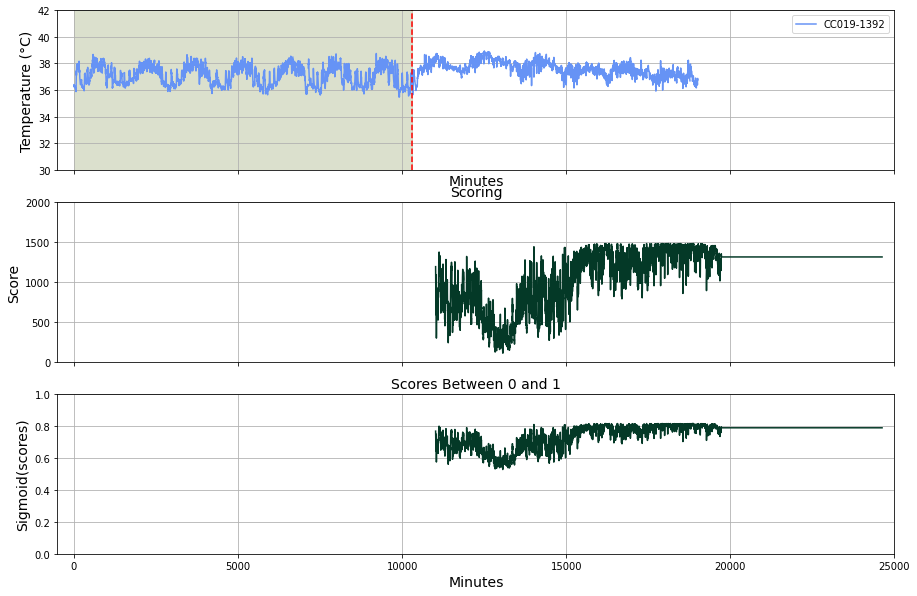 42
40
38
36
34
32
30
Temperature (°C)
CC019-1392
Minutes
Scoring
2000
1500
1000
500
0
Score
Scores Between 0 and 1
1.0
0.8
0.6
0.4
0.2
0.0
Sigmoid(scores)
0 5000 10000 15000 20000 25000
Minutes